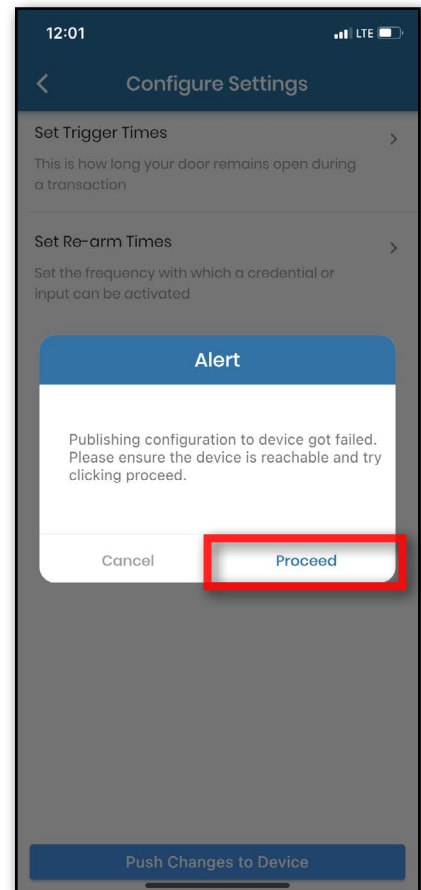 12:01
LTE
Configure Settings
Set Trigger Times
This is how long your door remains open during
a transaction
Set Re-arm Times
Set the frequency with which a credential or
input can be activated
Alert
Publishing configuration to device got failed.
Please ensure the device is reachable and try
clicking proceed.
Cancel
Proceed
Push Changes to Device